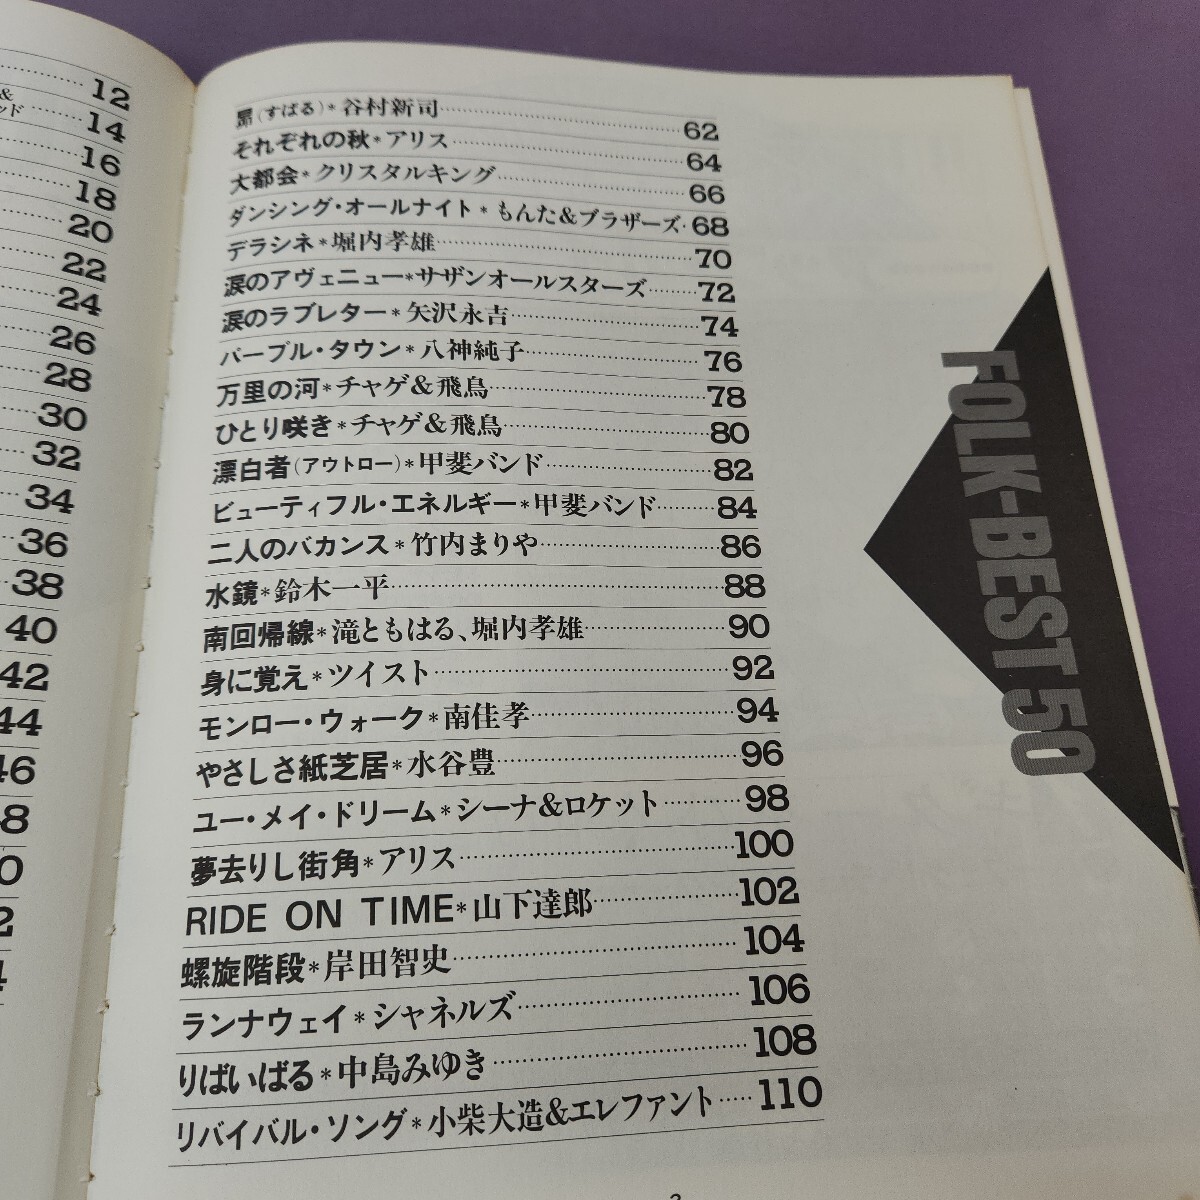 12
&
ッド
14
16
18
20
22
24
26
28
30
32
34
36
38
40
42
44
46
昴(すばる)*谷村新司 62
それぞれの秋*アリス 64
大都会*クリスタルキング 66
ダンシング・オールナイト*もんた&ブラザーズ 68
デラシネ*堀内孝雄 70
涙のアヴェニュー*サザンオールスターズ 72
涙のラブレター*矢沢永吉 74
パープル・タウン*八神純子 76
万里の河*チャゲ&飛鳥 78
ひとり咲き*チャゲ&飛鳥 80
漂白者(アウトロー)*甲斐バンド 82
ビューティフル・エネルギー*甲斐バンド 84
二人のバカンス*竹内まりや 86
水鏡*鈴木一平 88
南回帰線*滝ともはる、堀内孝雄 90
身に覚え*ツイスト 92
モンロー・ウォーク*南佳孝 94
やさしさ紙芝居*水谷豊 96
ユー・メイ・ドリーム*シーナ&ロケット 98
夢去りし街角*アリス 100
RIDE ON TIME*山下達郎 102
螺旋階段*岸田智史 104
ランナウェイ*シャネルズ 106
りばいばる*中島みゆき 108
リバイバル・ソング*小柴大造&エレファント 110
FOLK-BEST 50